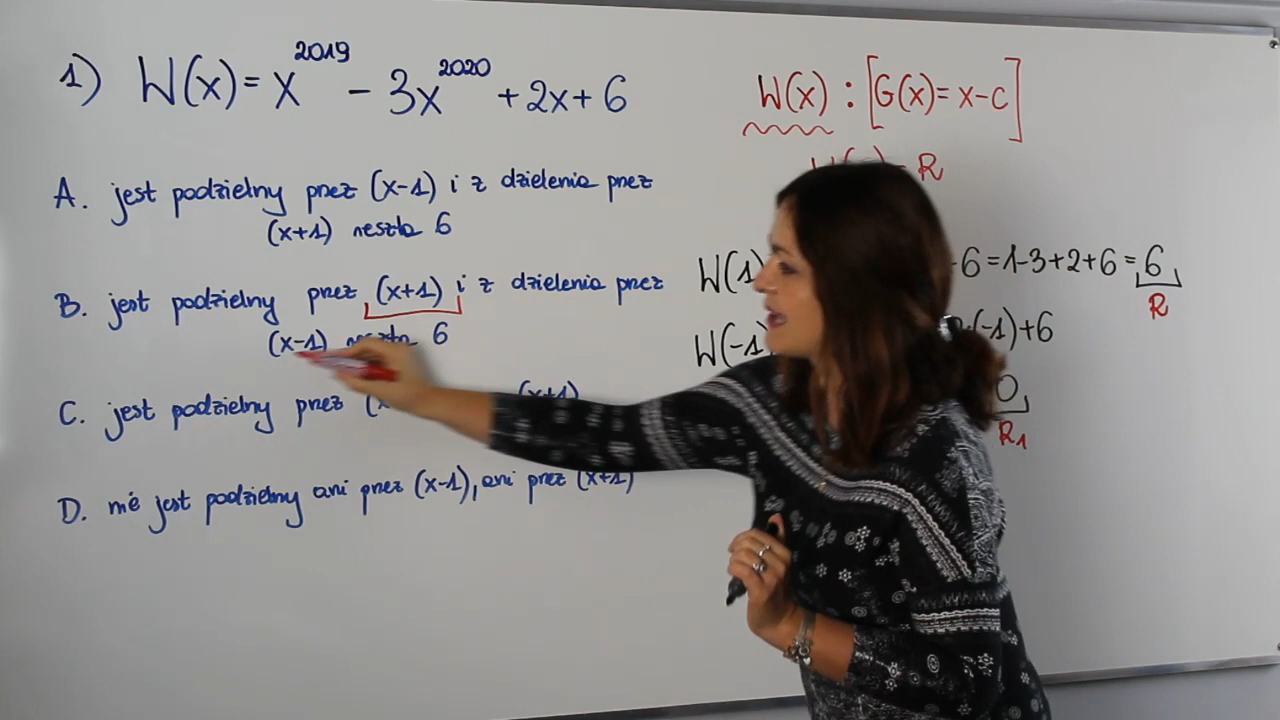 1) W(x) = x^2019 - 3x^2020 + 2x + 6
A. jest podzielny przez (x-1) i z dzielenia przez
(x+1) reszta 6
B. jest podzielny przez (x+1) i z dzielenia przez
(x-1) 6
C. jest podzielny przez (x+1)
D. nie jest podzielny ani przez (x-1), ani przez (x+1)
W(x) : [G(x) = x-c]
R
W(1) 6 = 1-3+2+6 = 6
R
W(-1) (-1)+6
0
R1